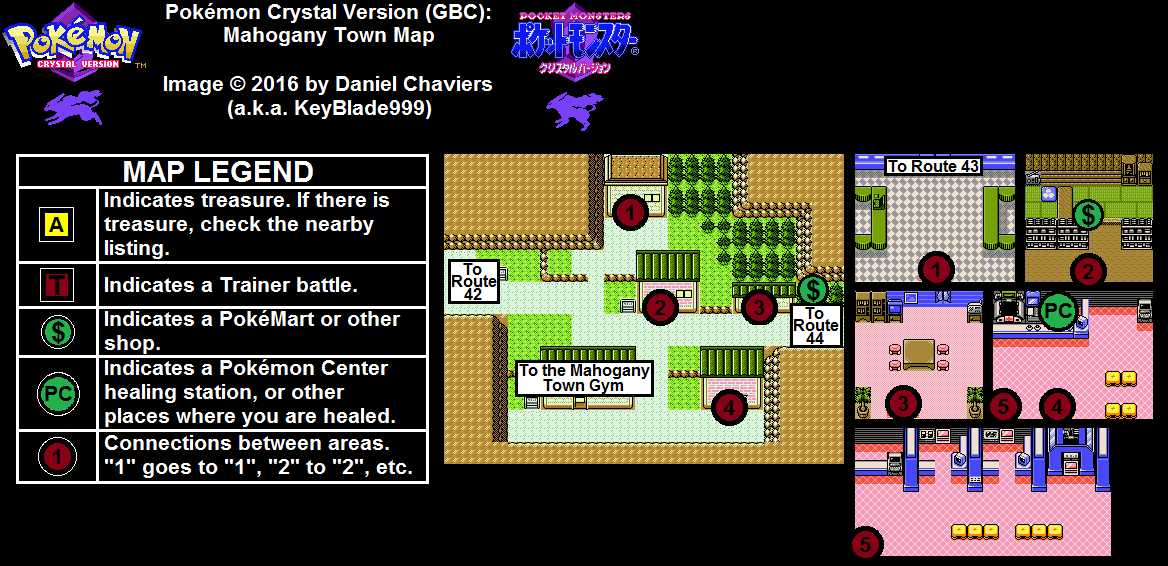 POKéMON
CRYSTAL VERSION
TM
Pokémon Crystal Version (GBC):
Mahogany Town Map
Image © 2016 by Daniel Chaviers
(a.k.a. KeyBlade999)
POCKET MONSTERS
ポケットモンスター
®
クリスタルバージョン
MAP LEGEND
A
Indicates treasure. If there is
treasure, check the nearby
listing.
T
Indicates a Trainer battle.
$
Indicates a PokéMart or other
shop.
PC
Indicates a Pokémon Center
healing station, or other
places where you are healed.
1
Connections between areas.
"1" goes to "1", "2" to "2", etc.
1
To
Route
42
2
3
$
To
Route
44
To the Mahogany
Town Gym
4
To Route 43
1
$
2
3
PC
5
4
5